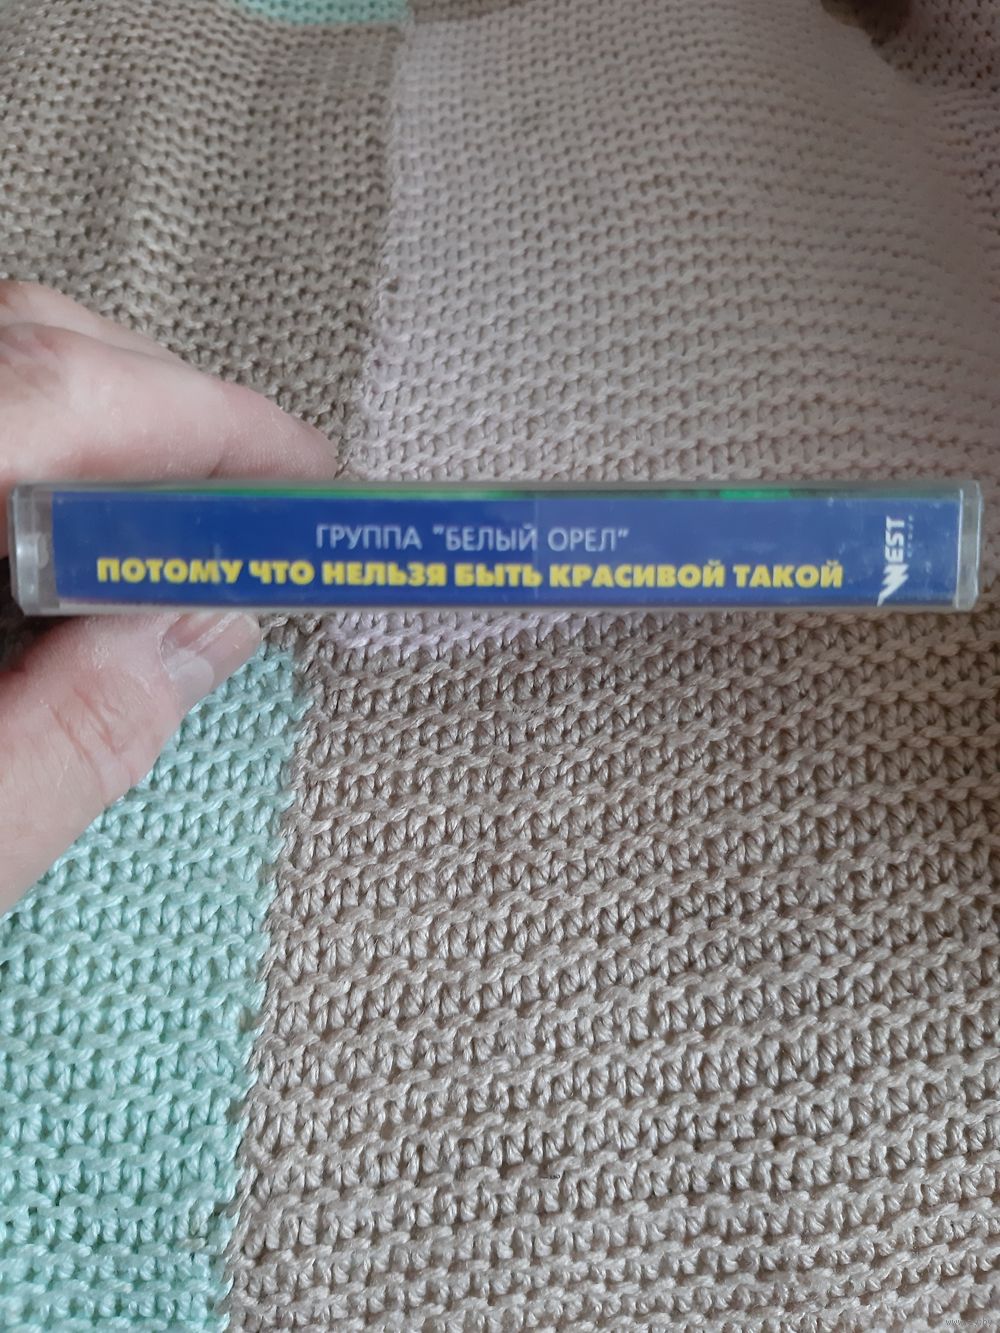 ГРУППА "БЕЛЫЙ ОРЕЛ"
ПОТОМУ ЧТО НЕЛЬЗЯ БЫТЬ КРАСИВОЙ ТАКОЙ
WEST